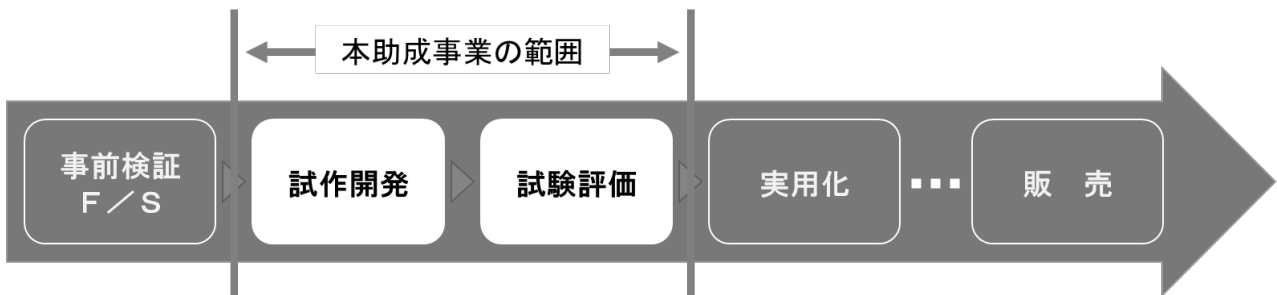 本助成事業の範囲
事前検証
Ｆ／Ｓ
試作開発
試験評価
実用化
▪▪▪
販　売